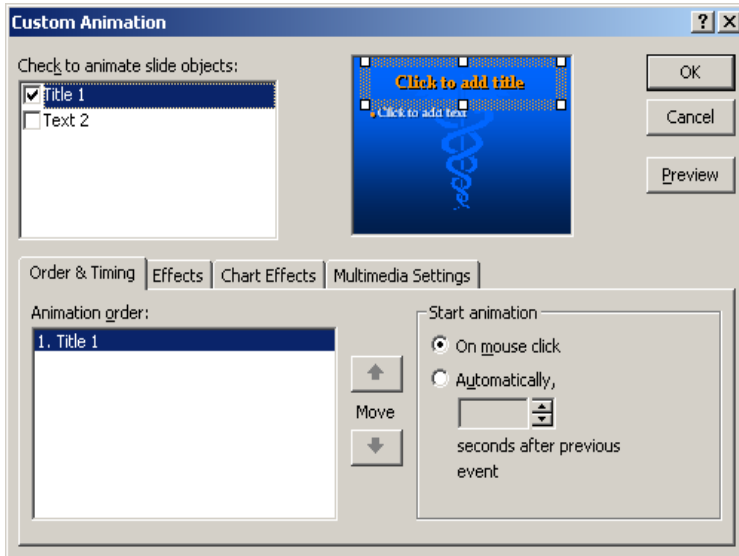 Custom Animation
Check to animate slide objects:
Title 1
Text 2
Click to add title
Click to add text
OK
Cancel
Preview
Order & Timing
Effects
Chart Effects
Multimedia Settings
Animation order:
1. Title 1
Move
Start animation
On mouse click
Automatically,
seconds after previous
event